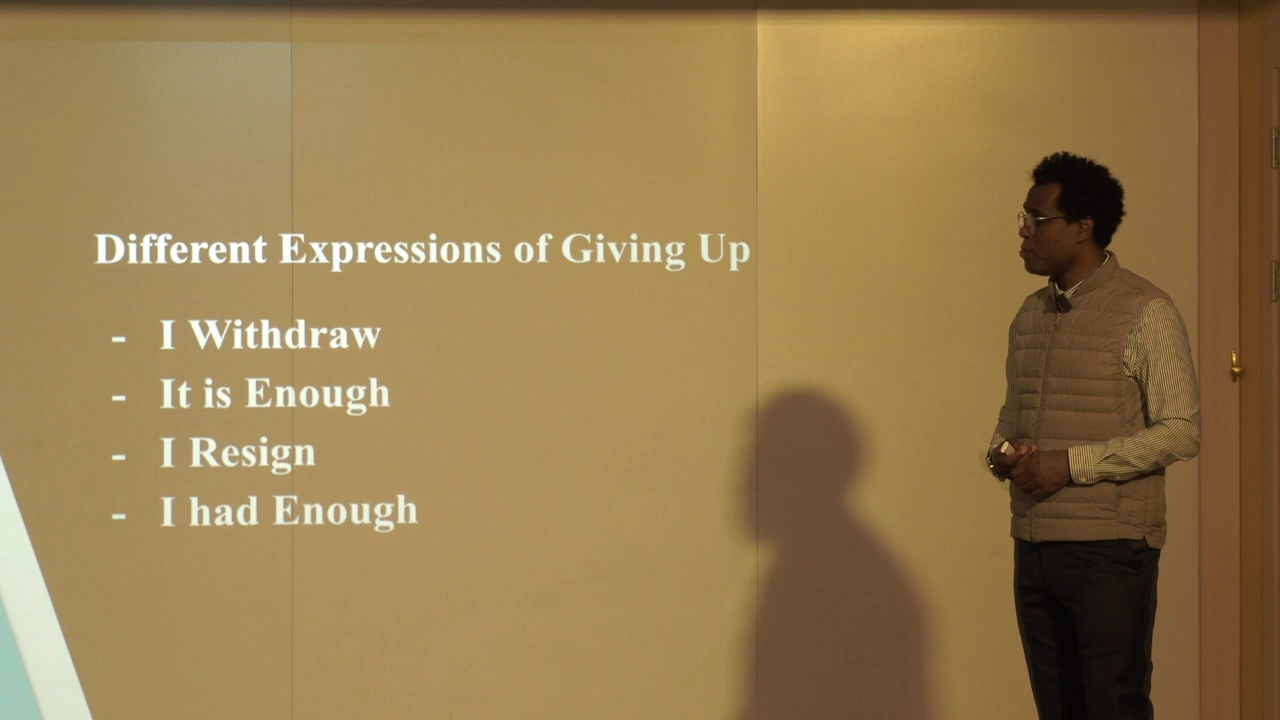 Different Expressions of Giving Up
- I Withdraw
- It is Enough
- I Resign
- I had Enough